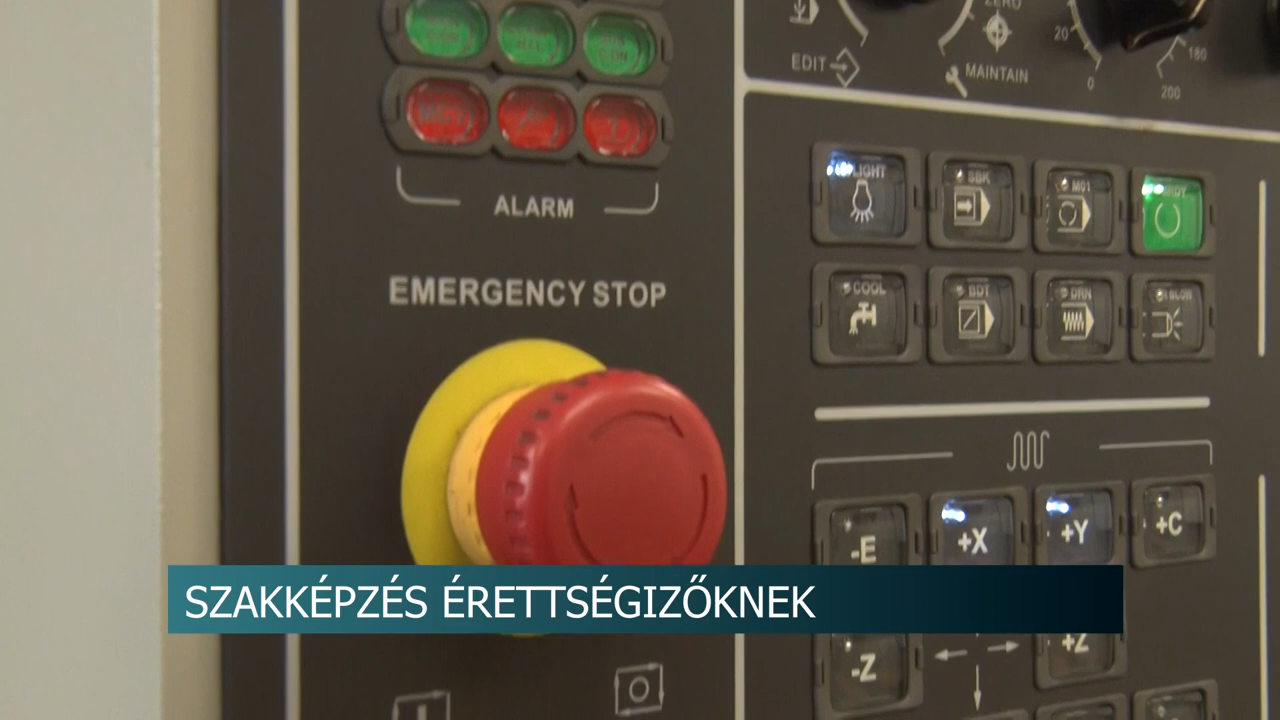 ZERO
EDIT
MAINTAIN
20
0
180
200
ALARM
LIGHT
SBK
M01
EMERGENCY STOP
COOL
BDT
DRN
BLOW
-E
+X
+Y
+C
SZAKKÉPZÉS ÉRETTSÉGIZŐKNEK
-Z
+Z